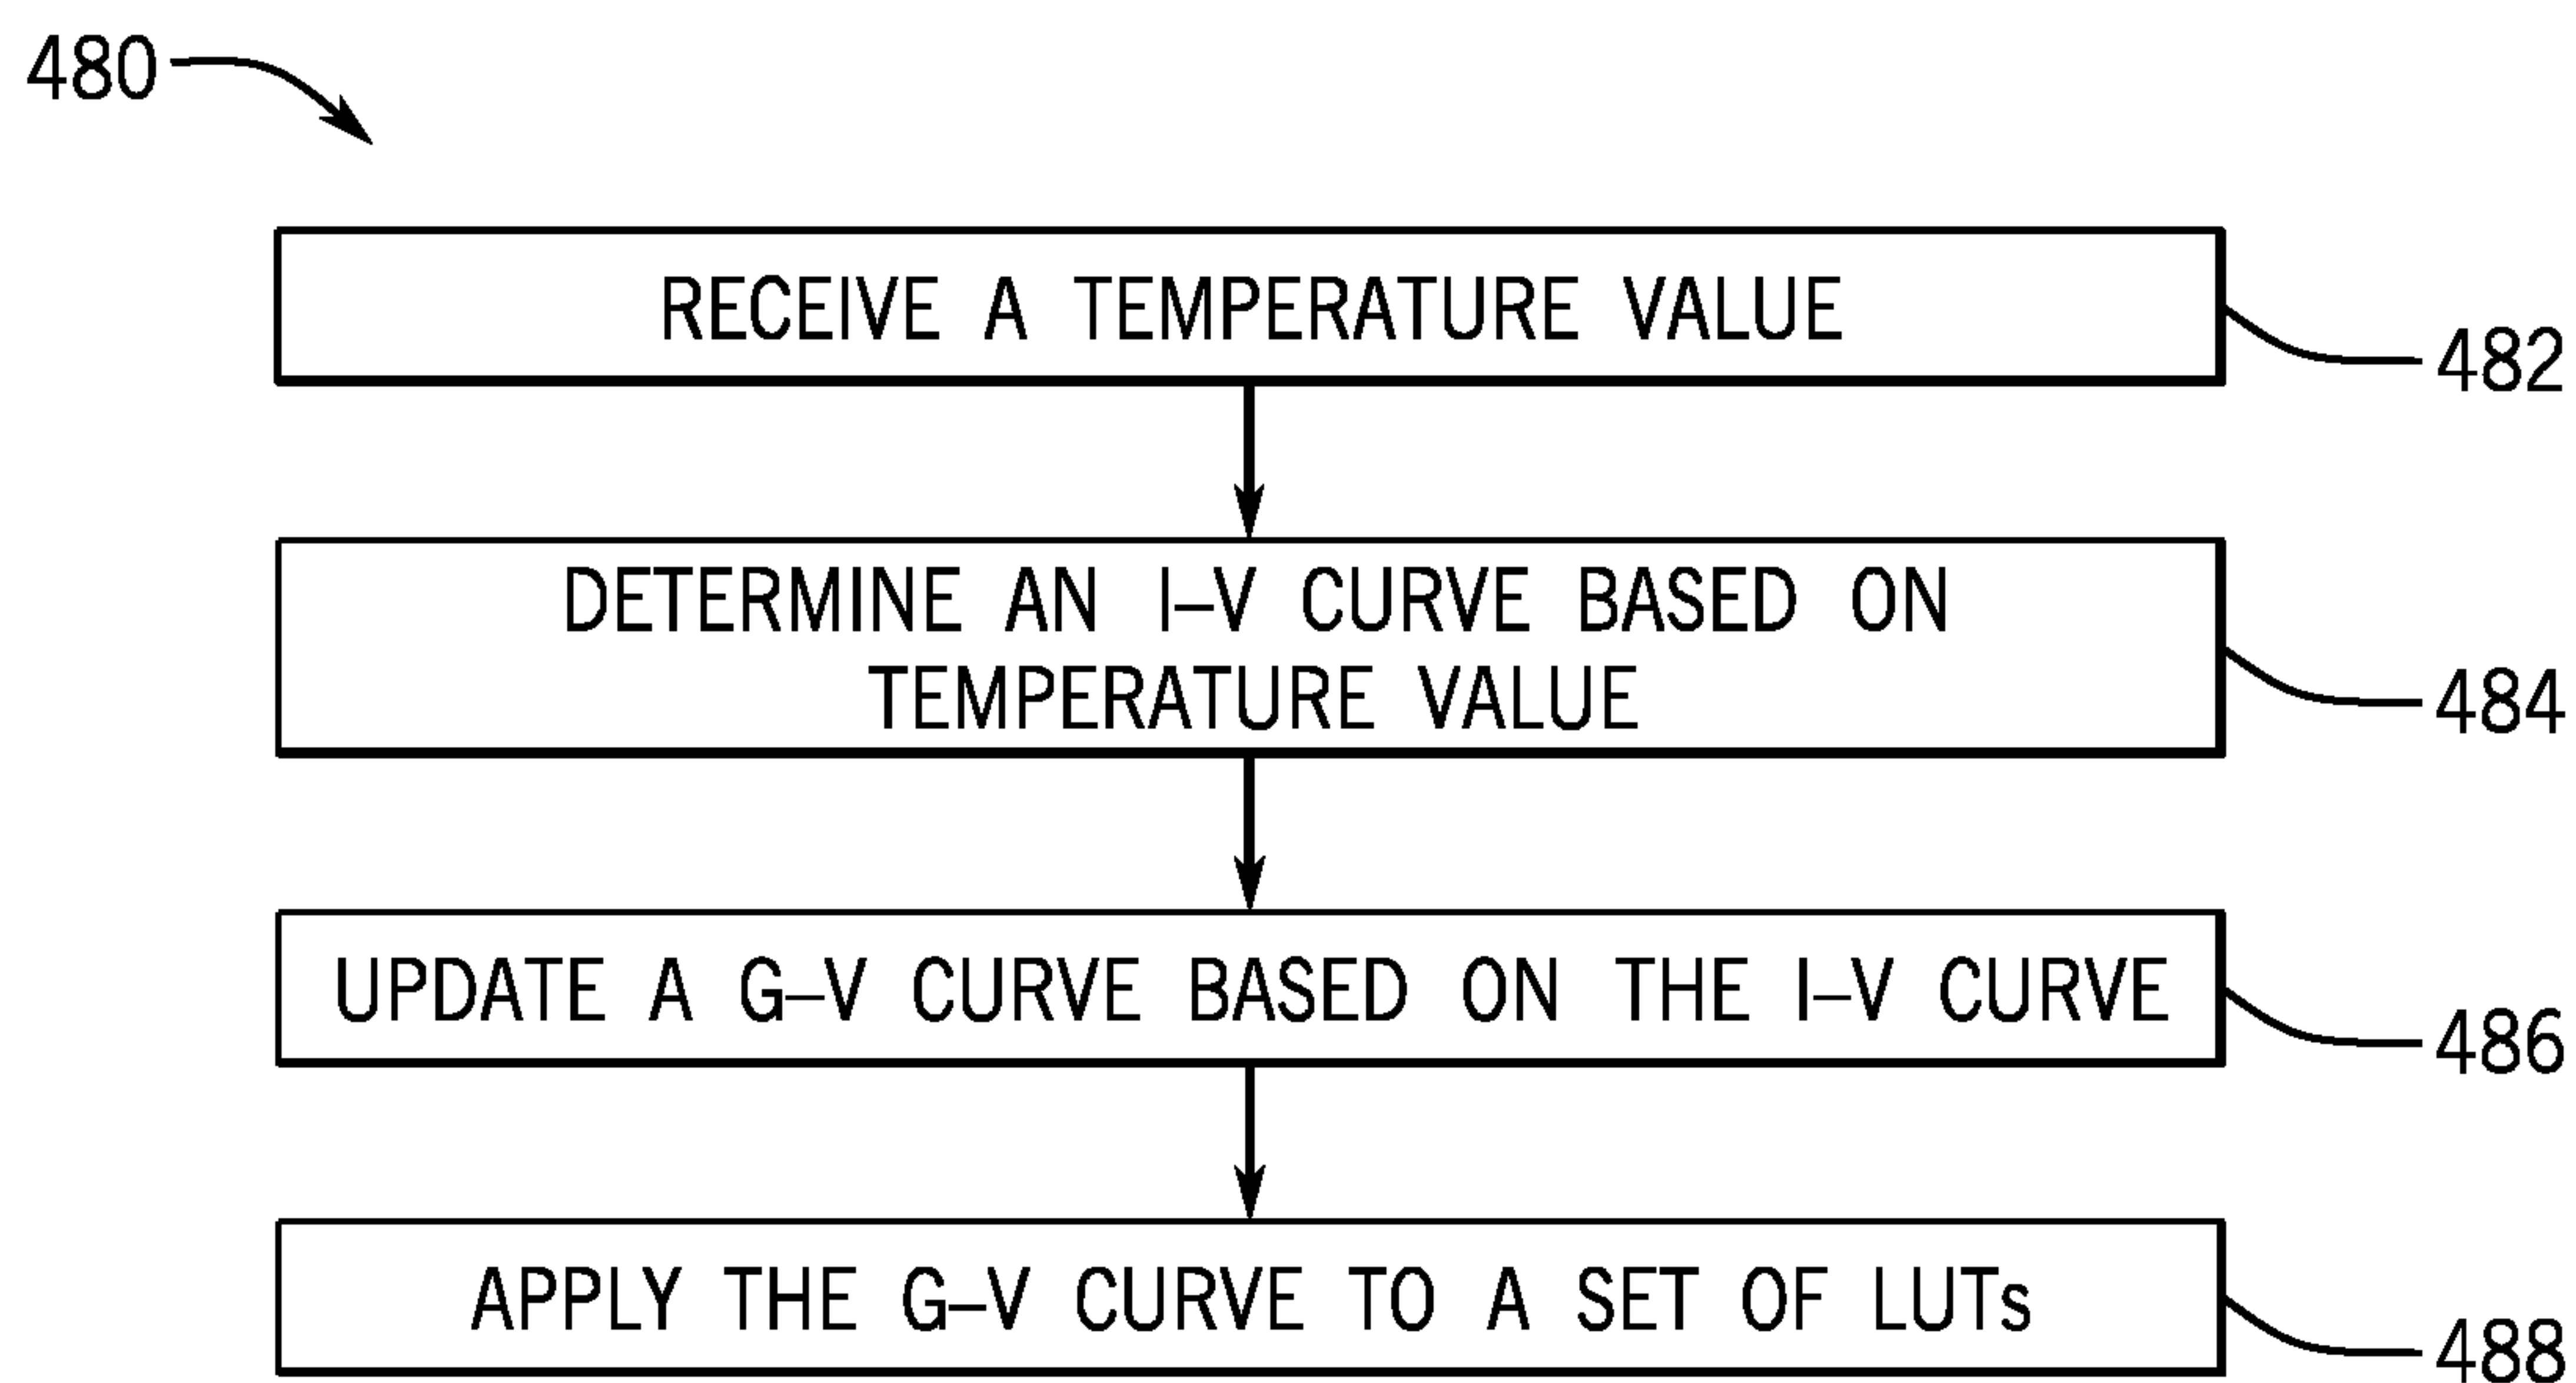 480
RECEIVE A TEMPERATURE VALUE
482
DETERMINE AN I–V CURVE BASED ON
TEMPERATURE VALUE
484
UPDATE A G–V CURVE BASED ON THE I–V CURVE
486
APPLY THE G–V CURVE TO A SET OF LUTs
488